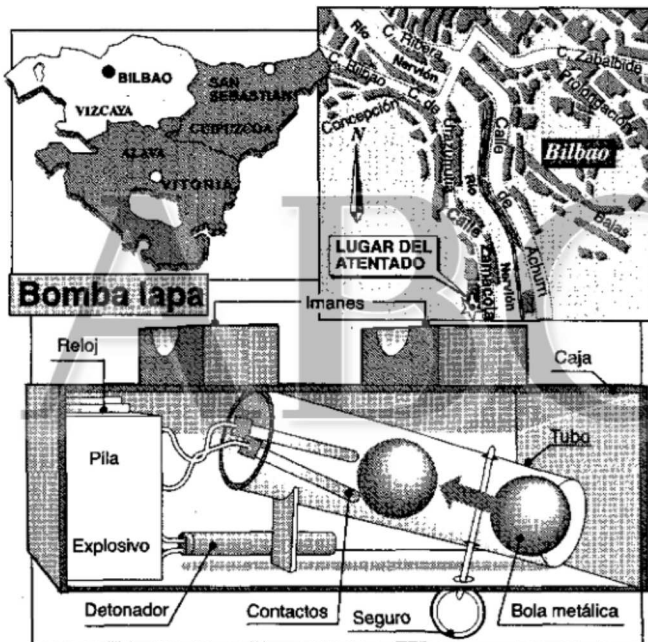 BILBAO
SAN
SEBASTIAN
VIZCAYA
GUIPUZCOA
ALAVA
VITORIA
Río
Nervión
C. Ribera
C. Bilbao
C. de
Concepción
C. Zabalbide
Prolongación
Calle
de
Achuri
Urazurrutia
Río
Nervión
Calle
Zamacola
Bajas
N
Bilbao
LUGAR DEL
ATENTADO
ABC
Bomba lapa
Imanes
Reloj
Caja
Pila
Tubo
Explosivo
Detonador
Contactos
Seguro
Bola metálica